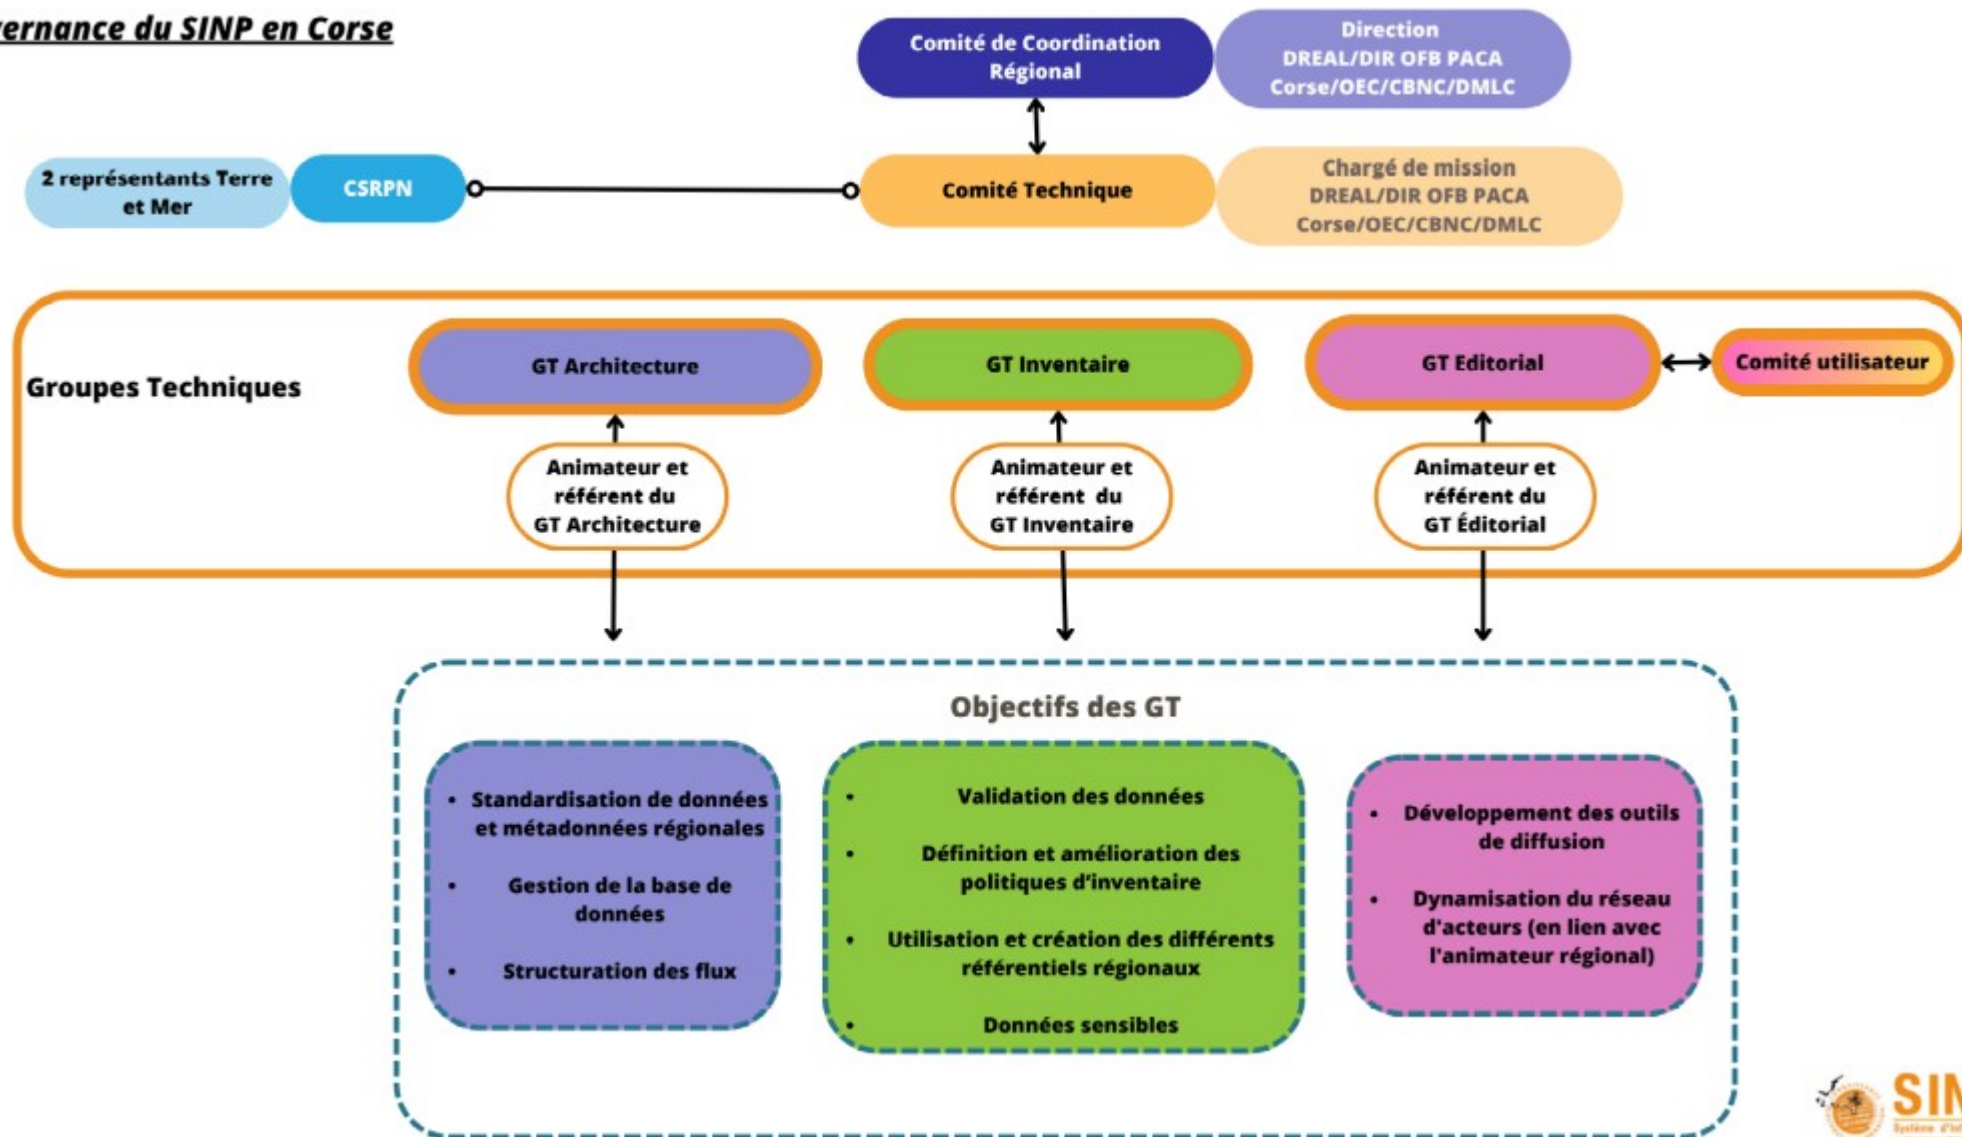 ernance du SINP en Corse
Comité de Coordination
Régional
Direction
DREAL/DIR OFB PACA
Corse/OEC/CBNC/DMLC
2 représentants Terre
et Mer
CSRPN
Comité Technique
Chargé de mission
DREAL/DIR OFB PACA
Corse/OEC/CBNC/DMLC
Groupes Techniques
GT Architecture
GT Inventaire
GT Editorial
Comité utilisateur
Animateur et
référent du
GT Architecture
Animateur et
référent du
GT Inventaire
Animateur et
référent du
GT Éditorial
Objectifs des GT
• Standardisation de données
et métadonnées régionales
• Gestion de la base de
données
• Structuration des flux
• Validation des données
• Définition et amélioration des
politiques d'inventaire
• Utilisation et création des différents
référentiels régionaux
• Données sensibles
• Développement des outils
de diffusion
• Dynamisation du réseau
d'acteurs (en lien avec
l'animateur régional)
SIN
Système d'Inf